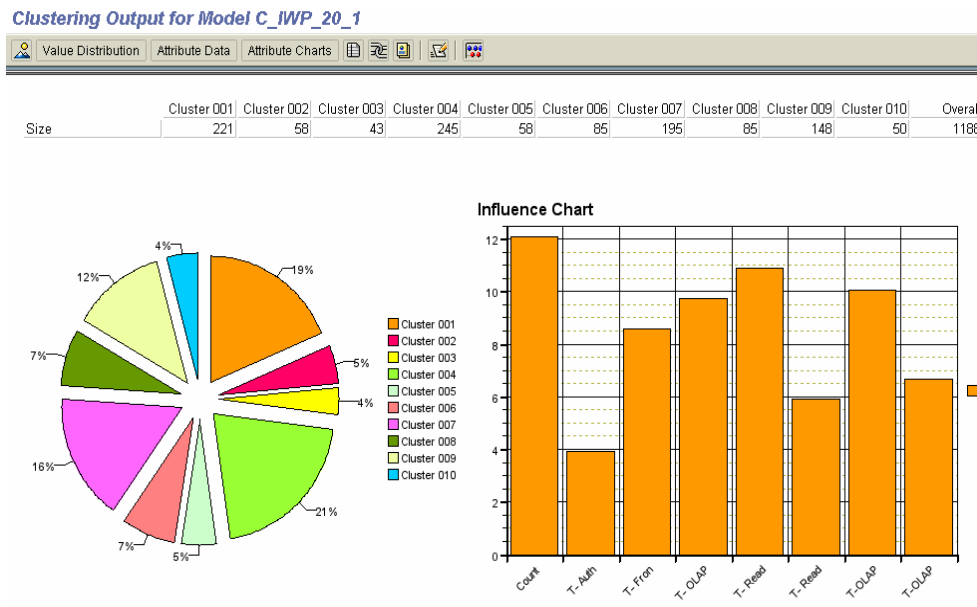 Clustering Output for Model C_IWP_20_1
Value Distribution Attribute Data Attribute Charts
Cluster 001 Cluster 002 Cluster 003 Cluster 004 Cluster 005 Cluster 006 Cluster 007 Cluster 008 Cluster 009 Cluster 010 Overal
Size 221 58 43 245 58 85 195 85 148 50 1188
Influence Chart
4%
19%
12%
7%
5%
4%
16%
21%
7%
5%
Cluster 001
Cluster 002
Cluster 003
Cluster 004
Cluster 005
Cluster 006
Cluster 007
Cluster 008
Cluster 009
Cluster 010
12
10
8
6
4
2
0
Count T- Auth T- Fron T- OLAP T- Read T- Read T-OLAP T-OLAP